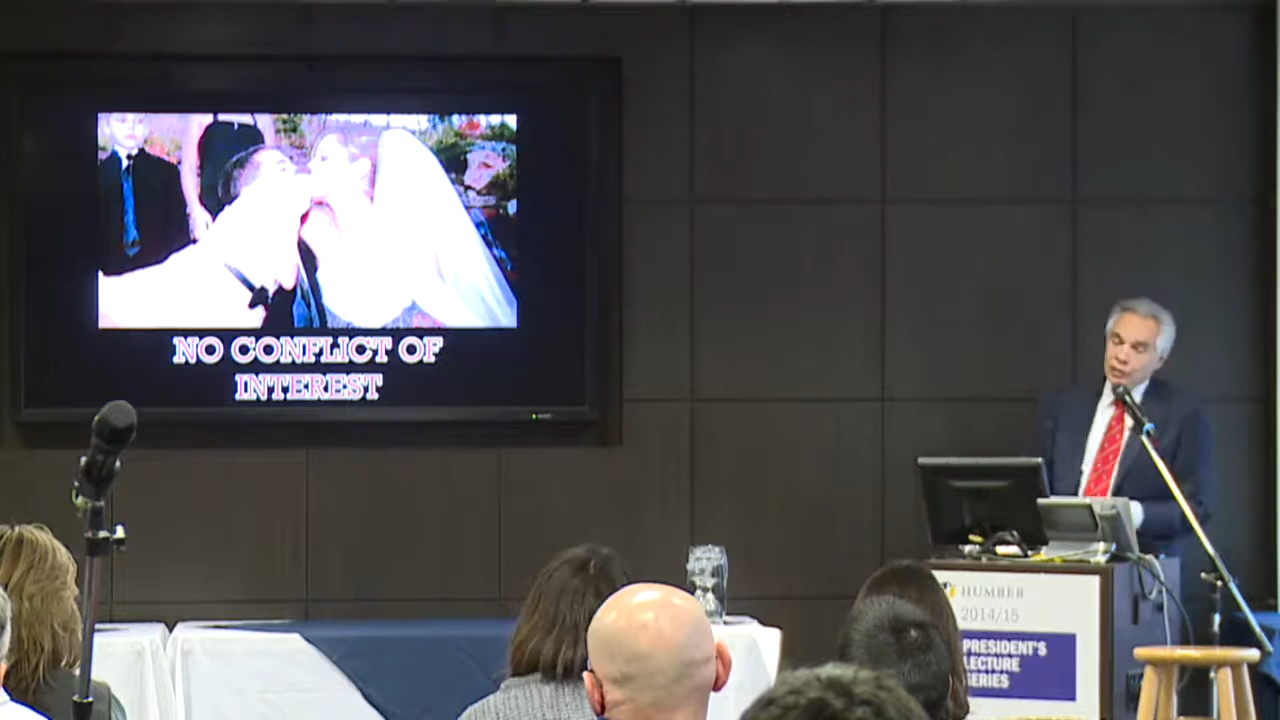 NO CONFLICT OF
INTEREST
HUMBER
2014/15
PRESIDENT'S
LECTURE
SERIES